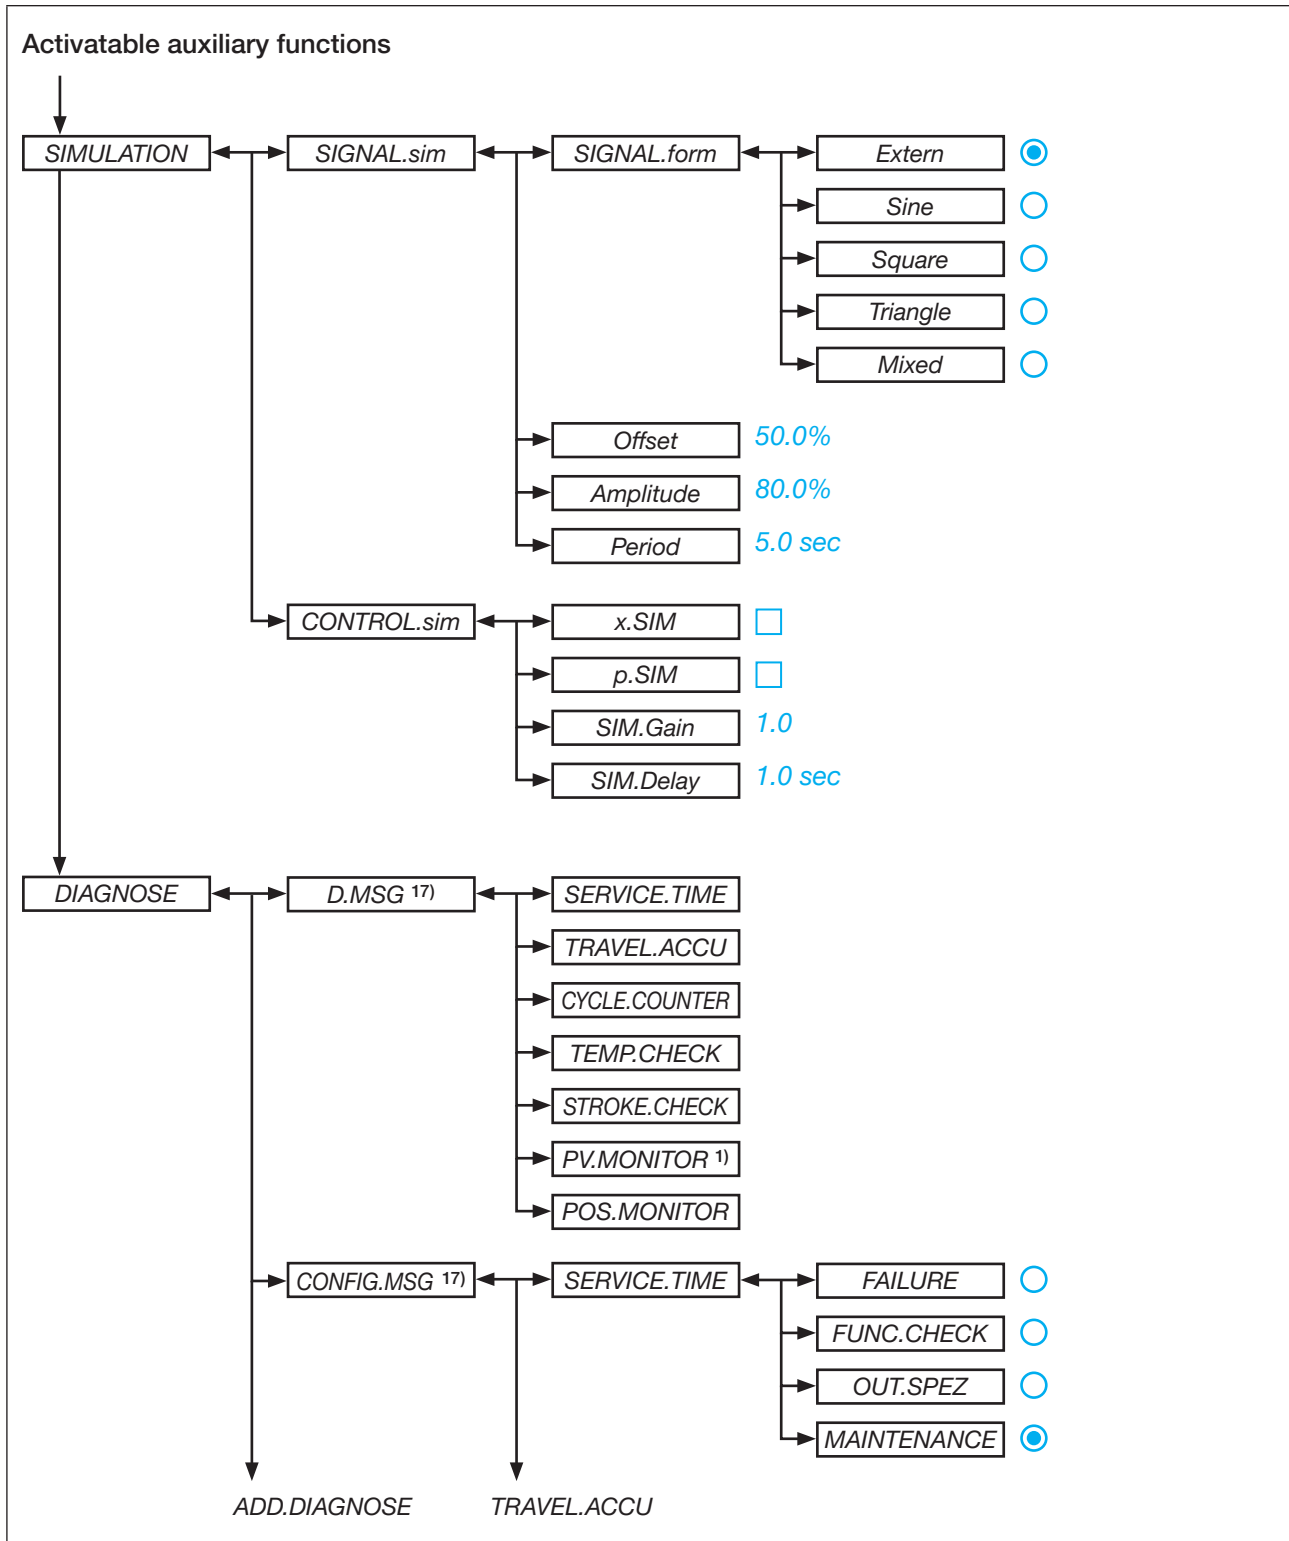 Activatable auxiliary functions
SIMULATION SIGNAL.sim SIGNAL.form Extern
Sine
Square
Triangle
Mixed
Offset 50.0%
Amplitude 80.0%
Period 5.0 sec
CONTROL.sim x.SIM
p.SIM
SIM.Gain 1.0
SIM.Delay 1.0 sec
DIAGNOSE D.MSG 17) SERVICE.TIME
TRAVEL.ACCU
CYCLE.COUNTER
TEMP.CHECK
STROKE.CHECK
PV.MONITOR 1)
POS.MONITOR
CONFIG.MSG 17) SERVICE.TIME FAILURE
FUNC.CHECK
OUT.SPEZ
MAINTENANCE
ADD.DIAGNOSE TRAVEL.ACCU